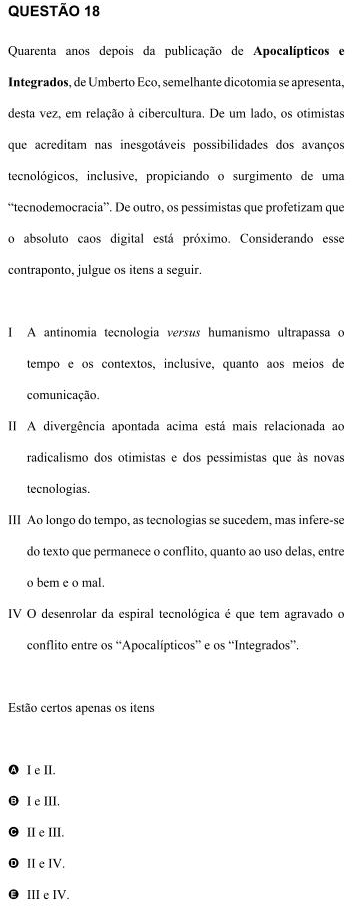 QUESTÃO 18
Quarenta anos depois da publicação de Apocalípticos e
Integrados, de Umberto Eco, semelhante dicotomia se apresenta,
desta vez, em relação à cibercultura. De um lado, os otimistas
que acreditam nas inesgotáveis possibilidades dos avanços
tecnológicos, inclusive, propiciando o surgimento de uma
“tecnodemocracia”. De outro, os pessimistas que profetizam que
o absoluto caos digital está próximo. Considerando esse
contraponto, julgue os itens a seguir.
I A antinomia tecnologia versus humanismo ultrapassa o
tempo e os contextos, inclusive, quanto aos meios de
comunicação.
II A divergência apontada acima está mais relacionada ao
radicalismo dos otimistas e dos pessimistas que às novas
tecnologias.
III Ao longo do tempo, as tecnologias se sucedem, mas infere-se
do texto que permanece o conflito, quanto ao uso delas, entre
o bem e o mal.
IV O desenrolar da espiral tecnológica é que tem agravado o
conflito entre os “Apocalípticos” e os “Integrados”.
Estão certos apenas os itens
A I e II.
B I e III.
C II e III.
D II e IV.
E III e IV.